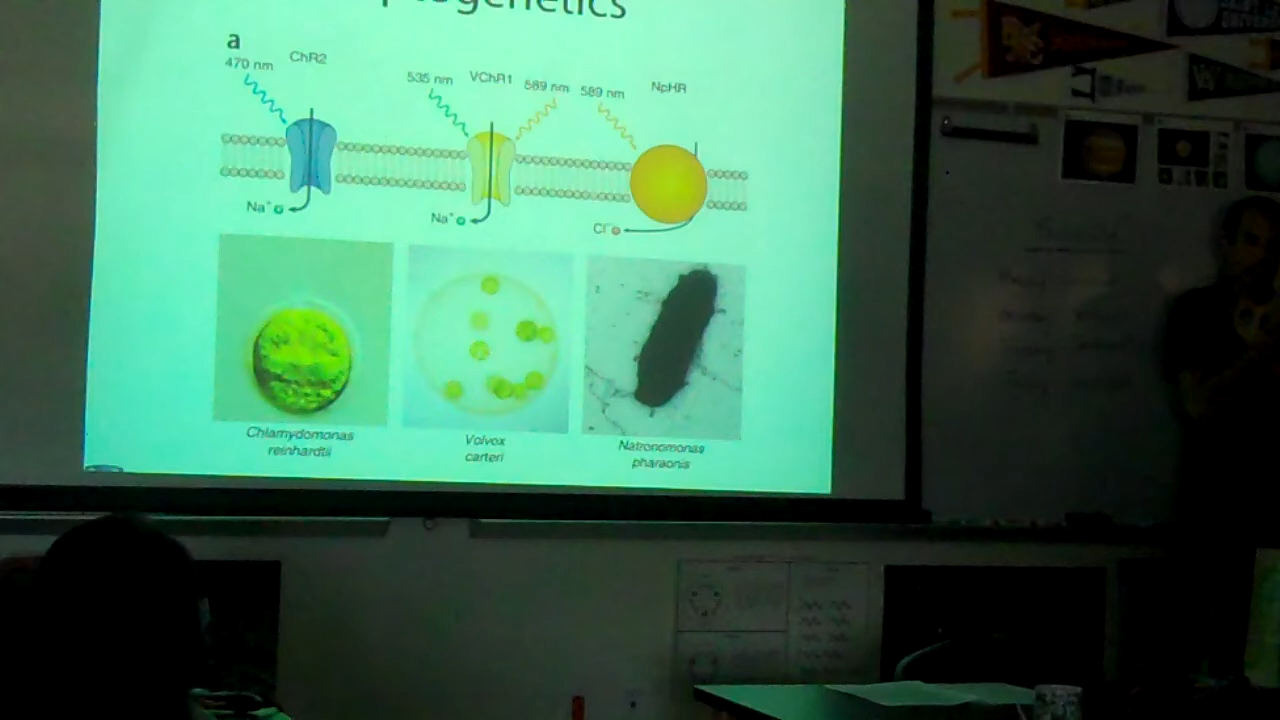 ptogenetics
a
470 nm ChR2
535 nm VChR1 589 nm 589 nm NpHR
Na⁺
Na⁺
Cl⁻
Chlamydomonas
reinhardtii
Volvox
carteri
Natronomonas
pharaonis